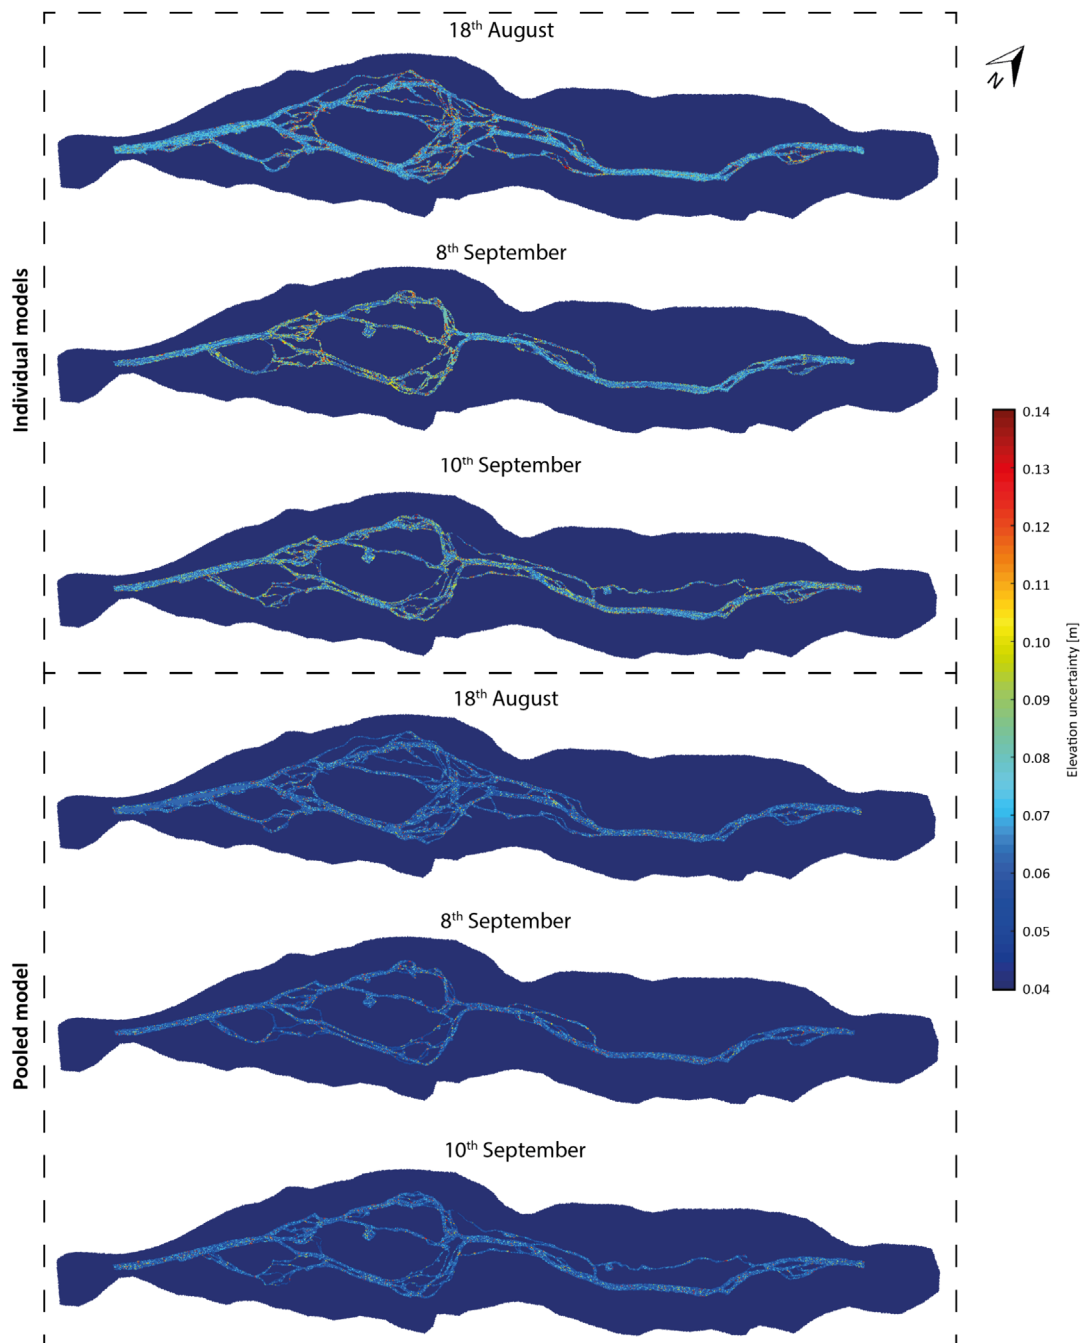 18th August
N
8th September
Individual models
10th September
0.14
0.13
0.12
0.11
0.10
0.09
0.08
0.07
0.06
0.05
0.04
Elevation uncertainty [m]
18th August
8th September
Pooled model
10th September